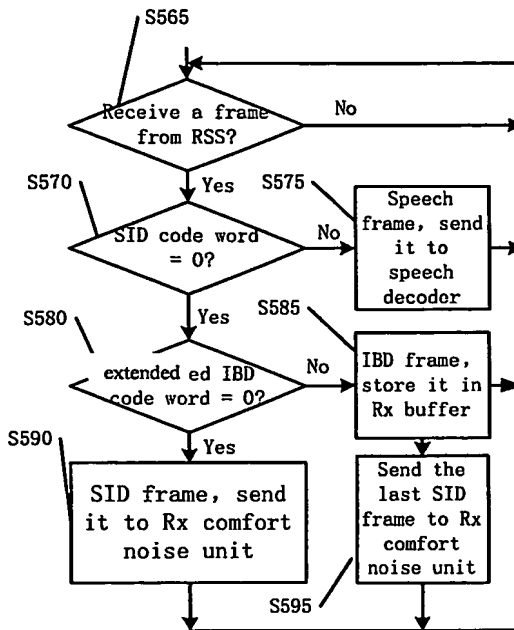 S565
Receive a frame
from RSS?
No
Yes
S570
SID code word
= 0?
No
S575
Speech
frame, send
it to
speech
decoder
Yes
S580
extended ed IBD
code word = 0?
No
S585
IBD frame,
store it in
Rx buffer
Yes
S590
SID frame, send
it to Rx comfort
noise unit
Send the
last SID
frame to Rx
comfort
noise unit
S595